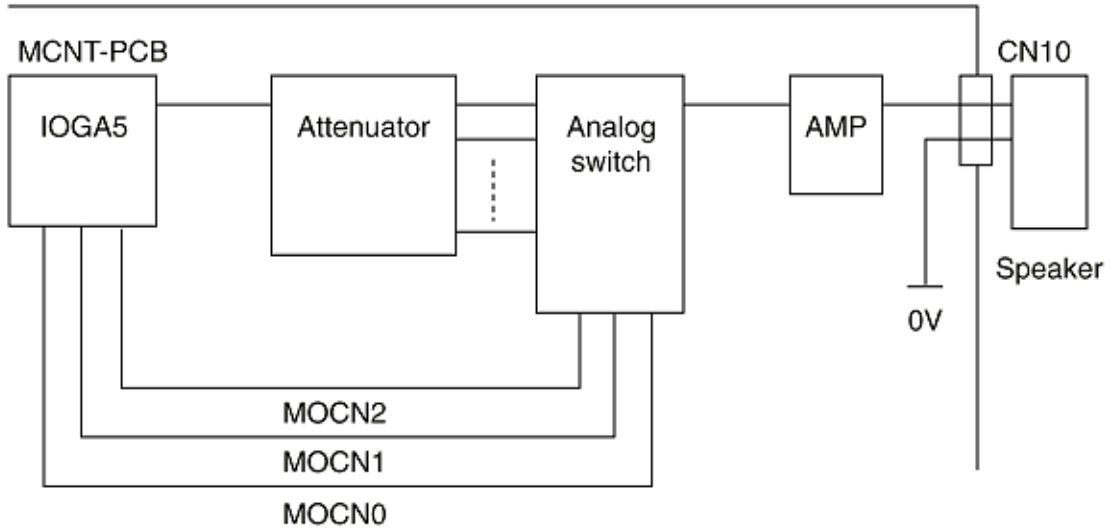 MCNT-PCB
CN10
IOGA5
Attenuator
Analog
switch
AMP
Speaker
0V
MOCN2
MOCN1
MOCN0